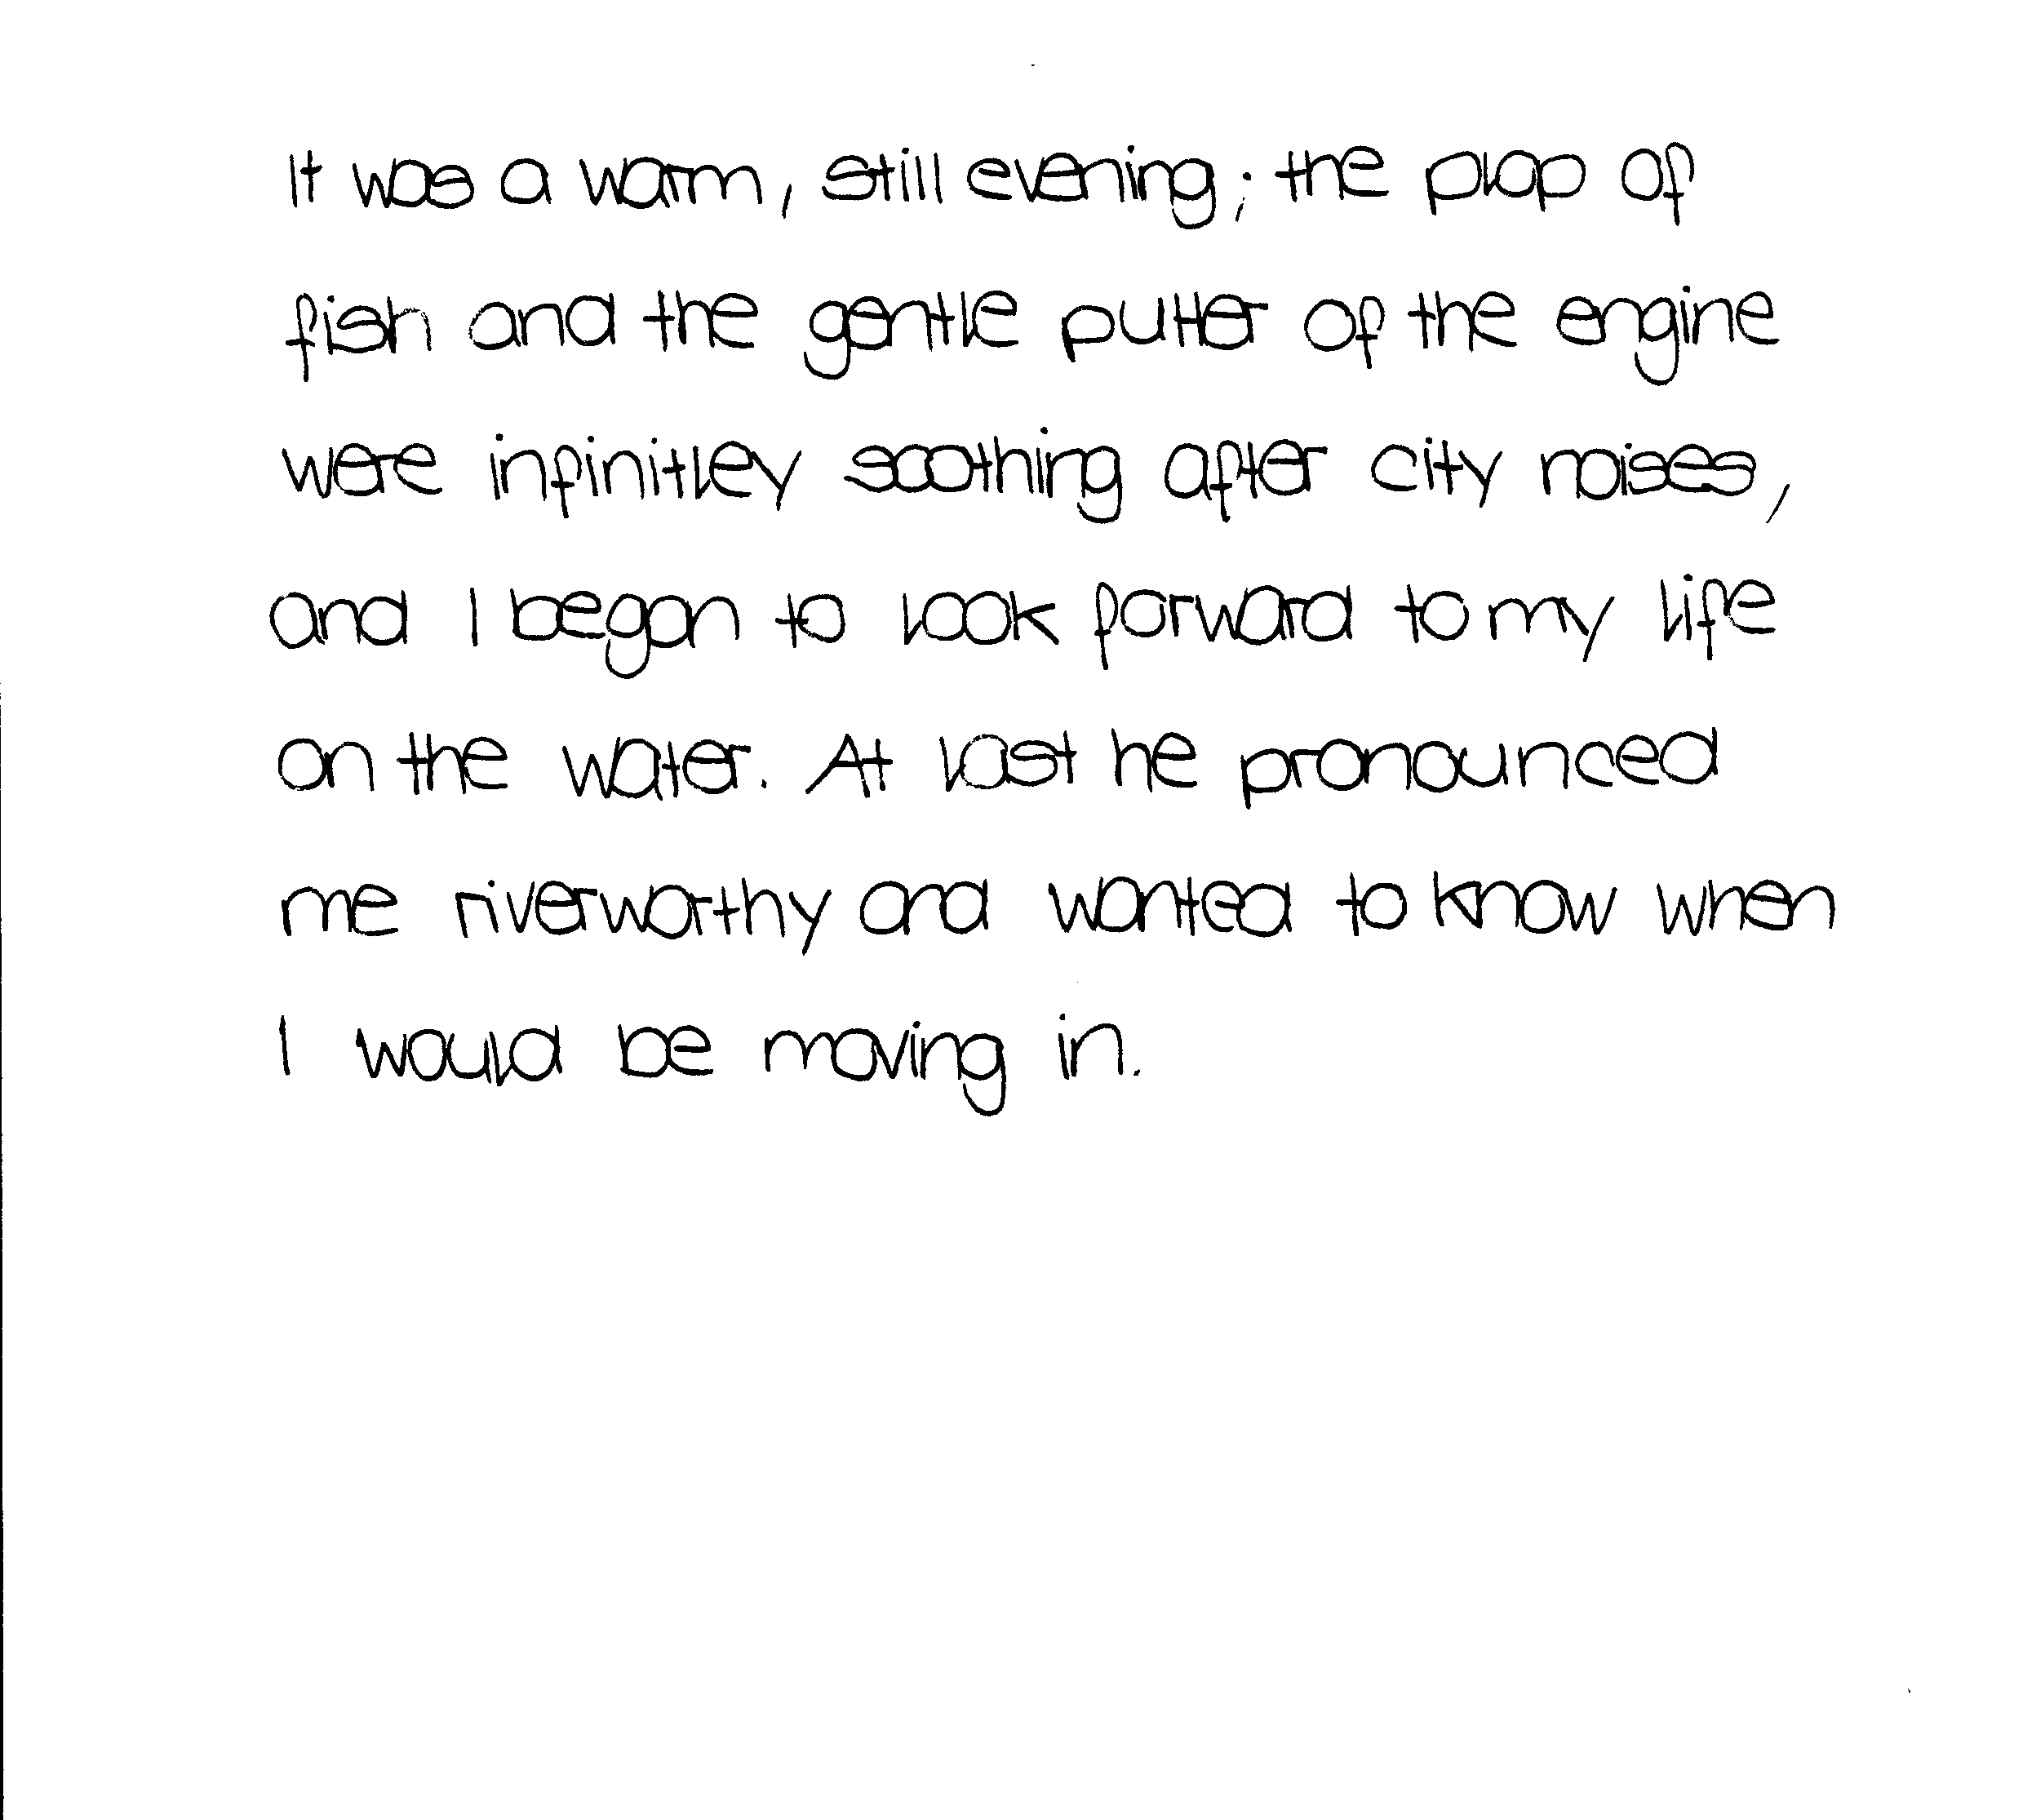 It was a warm, still evening; the plop of
fish and the gentle putter of the engine
were infinitley soothing after city noises,
and I began to look forward to my life
on the water. At last he pronounced
me riverworthy and wanted to know when
I would be moving in.